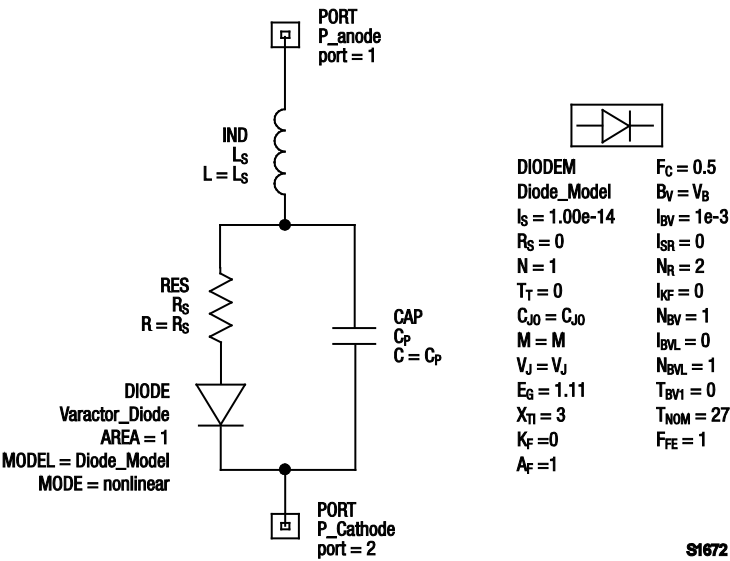 PORT
P_anode
port = 1
IND
LS
L = LS
RES
RS
R = RS
CAP
CP
C = CP
DIODE
Varactor_Diode
AREA = 1
MODEL = Diode_Model
MODE = nonlinear
PORT
P_Cathode
port = 2
DIODEM
Diode_Model
IS = 1.00e-14
RS = 0
N = 1
TT = 0
CJ0 = CJ0
M = M
VJ = VJ
EG = 1.11
XTI = 3
KF =0
AF =1
FC = 0.5
BV = VB
IBV = 1e-3
ISR = 0
NR = 2
IKF = 0
NBV = 1
IBVL = 0
NBVL = 1
TBV1 = 0
TNOM = 27
FFE = 1
S1672